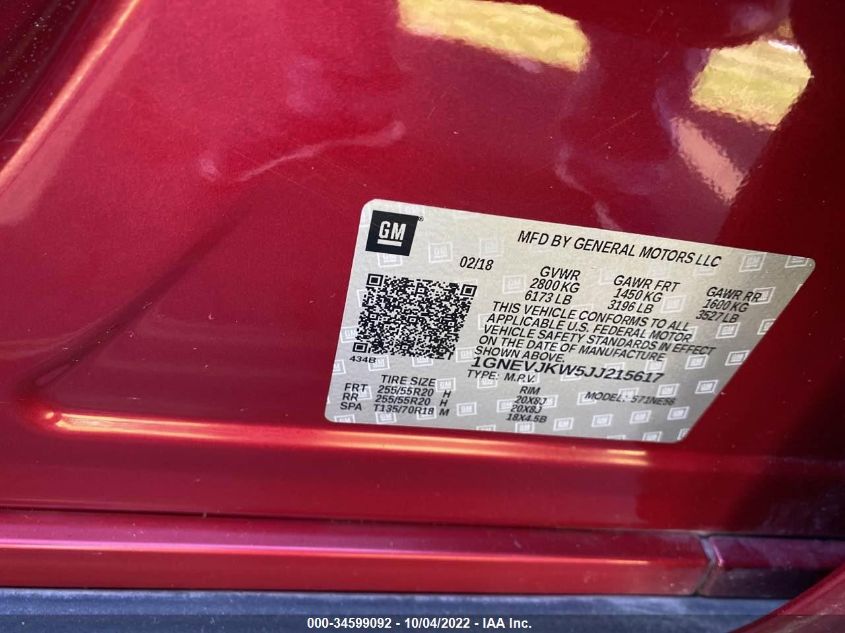 GM
MFD BY GENERAL MOTORS LLC
02/18
GVWR GAWR FRT GAWR RR
2800 KG 1450 KG 1600 KG
6173 LB 3196 LB 3527 LB
THIS VEHICLE CONFORMS TO ALL
APPLICABLE U.S. FEDERAL MOTOR
VEHICLE SAFETY STANDARDS IN EFFECT
ON THE DATE OF MANUFACTURE
SHOWN ABOVE.
434B
1GNEVJKW5JJ215617
TYPE: M.P.V. MODEL: 571NE56
TIRE SIZE RIM
FRT 255/55R20 H 20X8J
RR 255/55R20 H 20X8J
SPA T135/70R18 M 18X4.5B
000-34599092 - 10/04/2022 - IAA Inc.